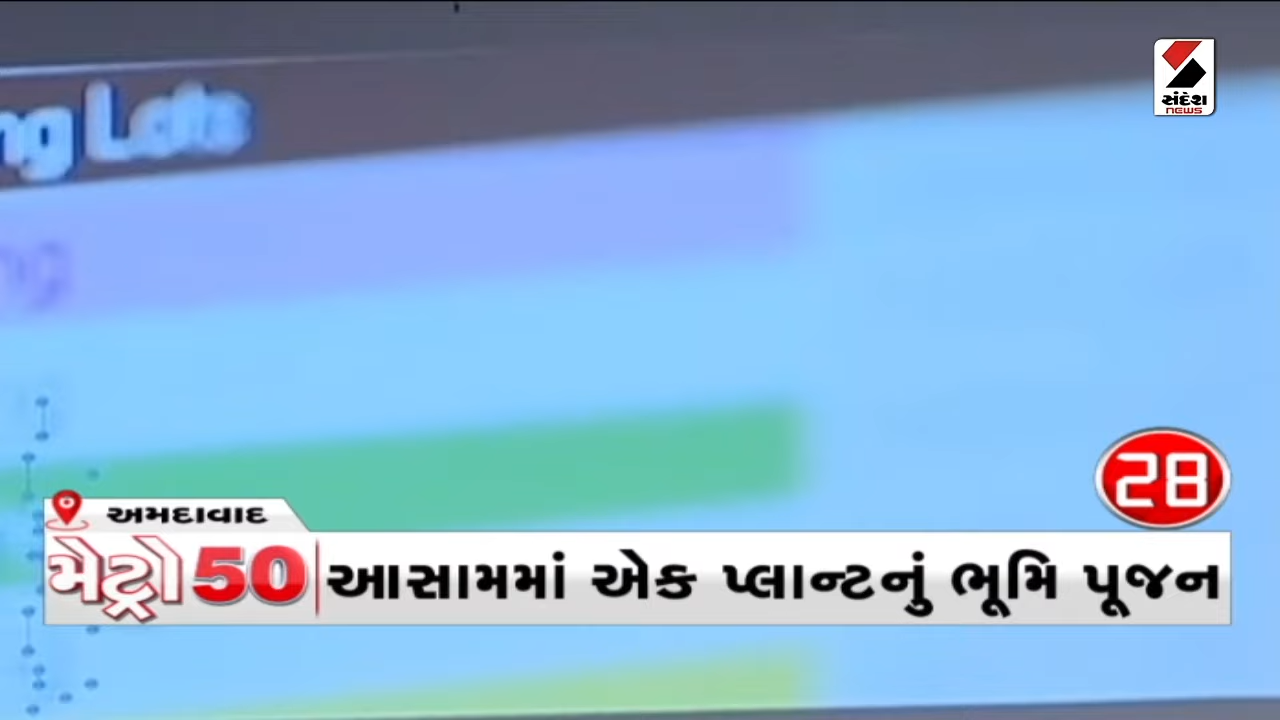 સંદેશ
NEWS
28
અમદાવાદ
મેટ્રો 50
આસામમાં એક પ્લાન્ટનું ભૂમિ પૂજન